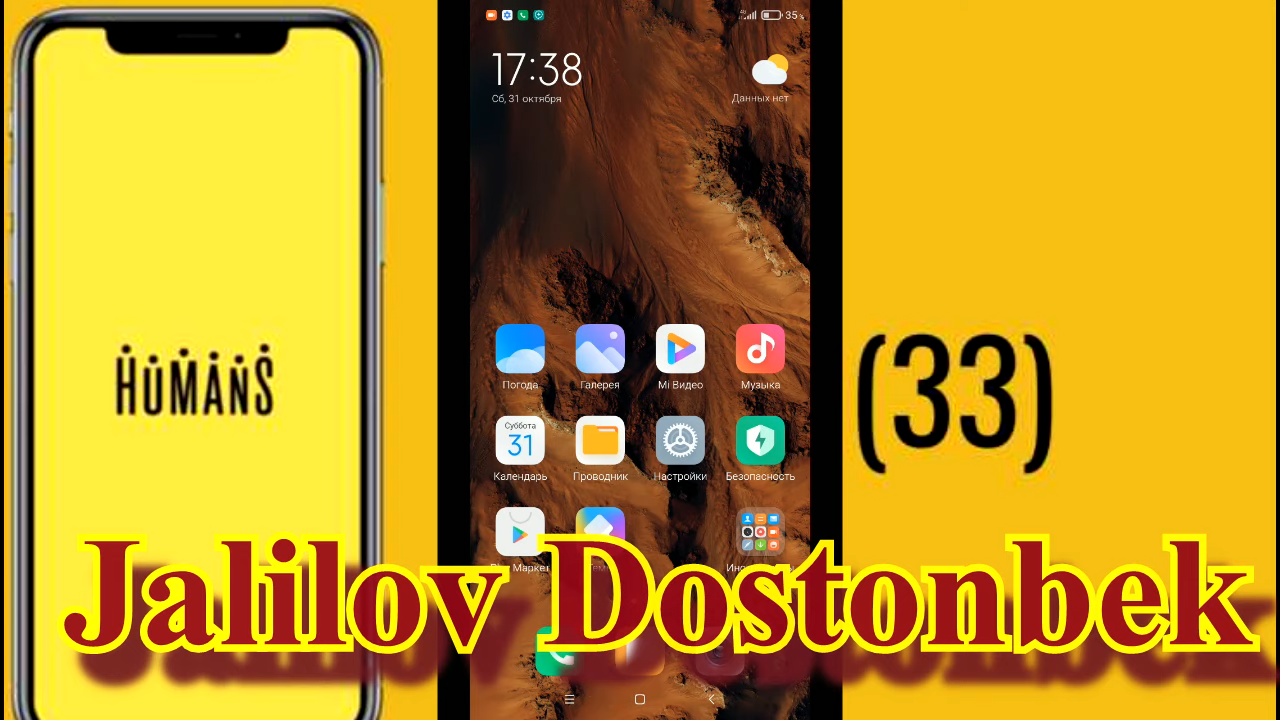 35%
17:38
Сб, 31 октября
Данных нет
HUMANS
(33)
Погода
Галерея
Mi Видео
Музыка
Суббота
31
Календарь
Проводник
Настройки
Безопасность
Маркет
Jalilov Dostonbek